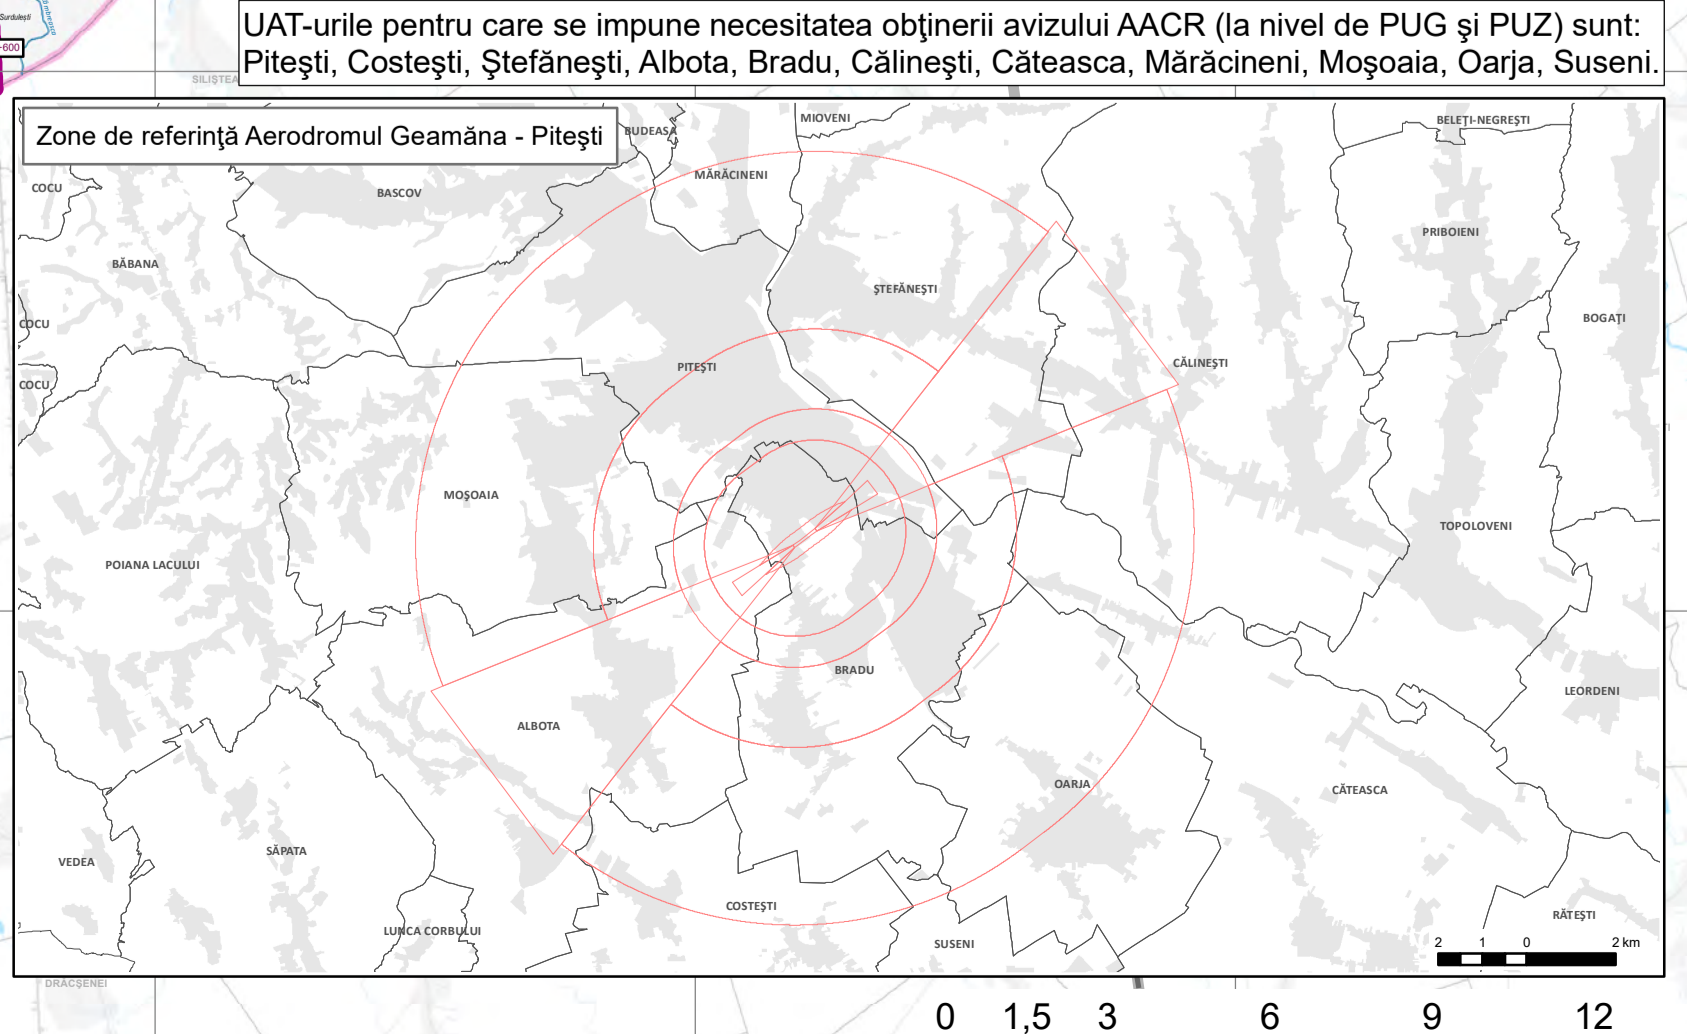 Surduleşti
600
SILIŞTEA
UAT-urile pentru care se impune necesitatea obţinerii avizului AACR (la nivel de PUG şi PUZ) sunt:
Piteşti, Costeşti, Ştefăneşti, Albota, Bradu, Călineşti, Căteasca, Mărăcineni, Moşoaia, Oarja, Suseni.
Zone de referinţă Aerodromul Geamăna - Piteşti
BUDEASA
MIOVENI
BELEŢI-NEGREŞTI
COCU
BASCOV
MĂRĂCINENI
PRIBOIENI
BĂBANA
ŞTEFĂNEŞTI
COCU
BOGAŢI
PITEŞTI
CĂLINEŞTI
COCU
MOŞOAIA
TOPOLOVENI
POIANA LACULUI
BRADU
LEORDENI
ALBOTA
OARJA
CĂTEASCA
SĂPATA
VEDEA
COSTEŞTI
RĂTEŞTI
LUNCA CORBULUI
SUSENI
2 1 0 2 km
DRĂCŞENEI
0 1,5 3 6 9 12